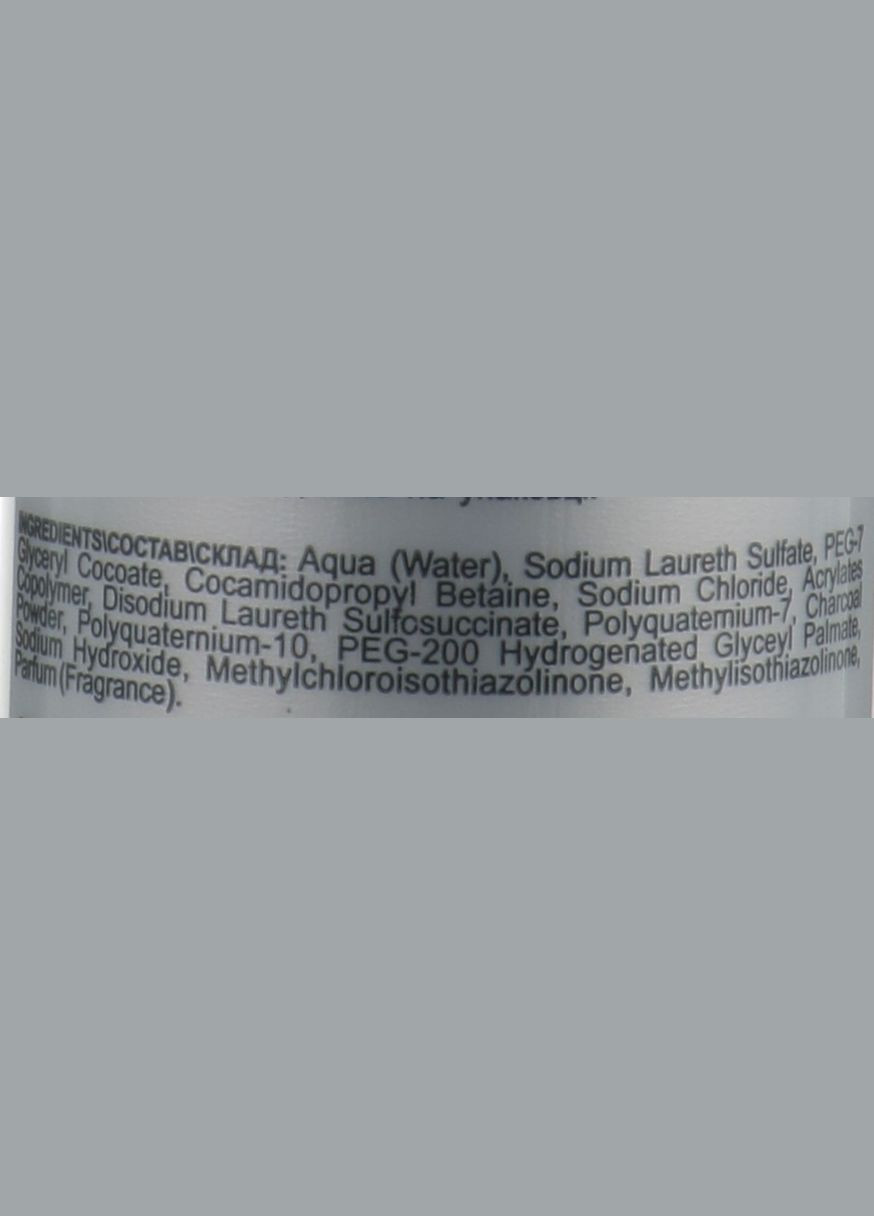 INGREDIENTS\СОСТАВ\СКЛАД: Aqua (Water), Sodium Laureth Sulfate, PEG-7
Glyceryl Cocoate, Cocamidopropyl Betaine, Sodium Chloride, Acrylates
Copolymer, Disodium Laureth Sulfosuccinate, Polyquaternium-7, Charcoal
Powder, Polyquaternium-10, PEG-200 Hydrogenated Glyceyl Palmate,
Sodium Hydroxide, Methylchloroisothiazolinone, Methylisothiazolinone,
Parfum (Fragrance).